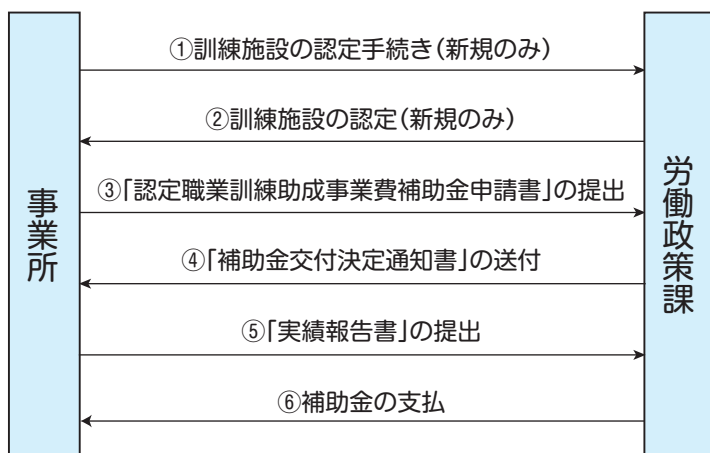 ①訓練施設の認定手続き(新規のみ)
②訓練施設の認定(新規のみ)
③「認定職業訓練助成事業費補助金申請書」の提出
④「補助金交付決定通知書」の送付
⑤「実績報告書」の提出
⑥補助金の支払
事業所
労働政策課